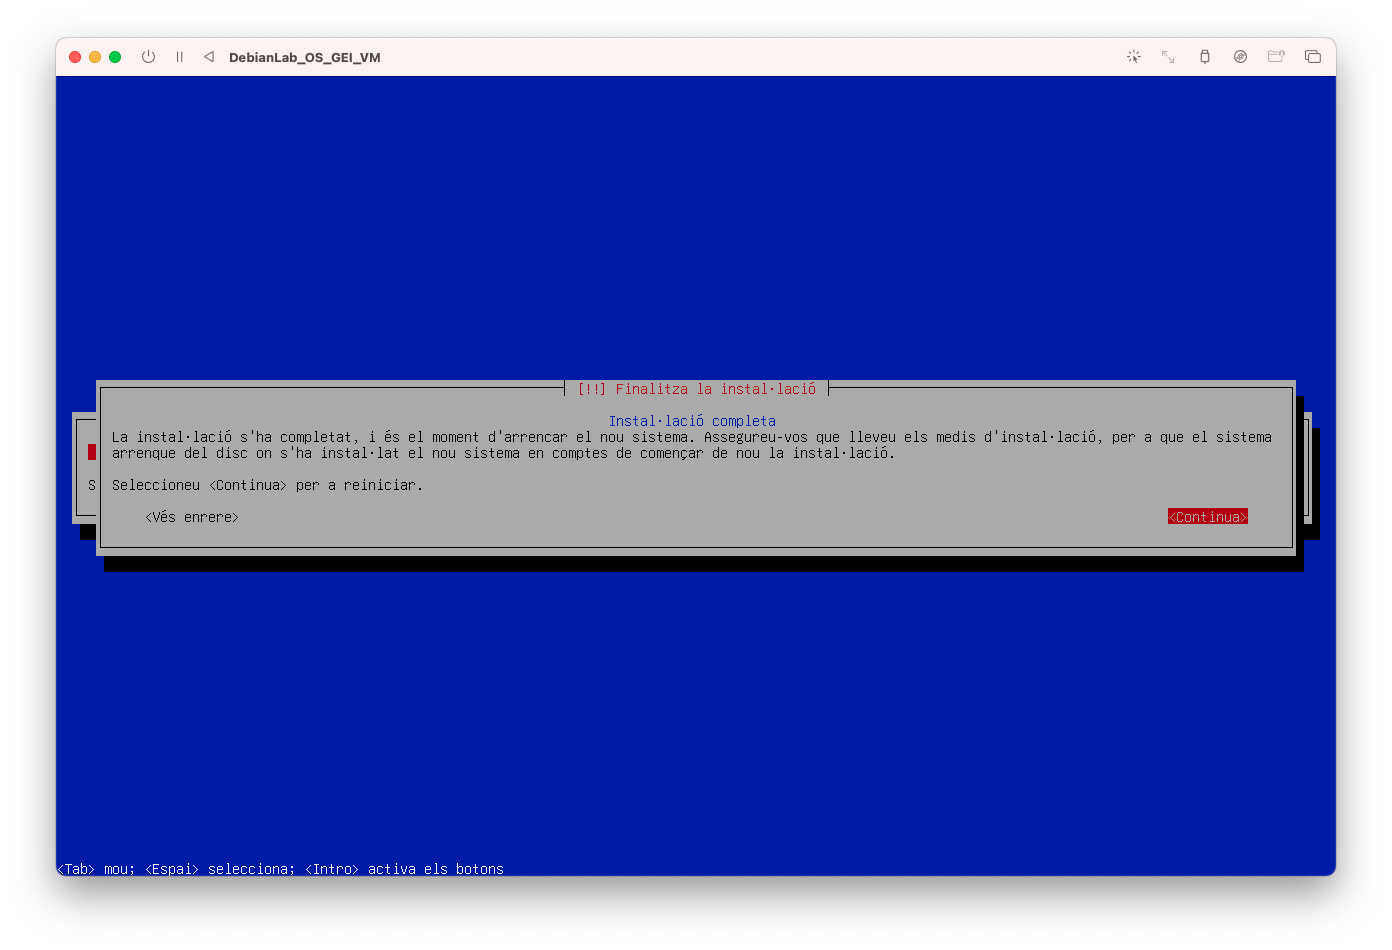 DebianLab_OS_GEI_VM
[!!] Finalitza la instal·lació
Instal·lació completa
La instal·lació s'ha completat, i és el moment d'arrencar el nou sistema. Assegureu-vos que lleveu els medis d'instal·lació, per a que el sistema
arrenque del disc on s'ha instal·lat el nou sistema en comptes de començar de nou la instal·lació.
S
Seleccioneu <Continua> per a reiniciar.
<Vés enrere>
<Continua>
<Tab> mou; <Espai> selecciona; <Intro> activa els botons